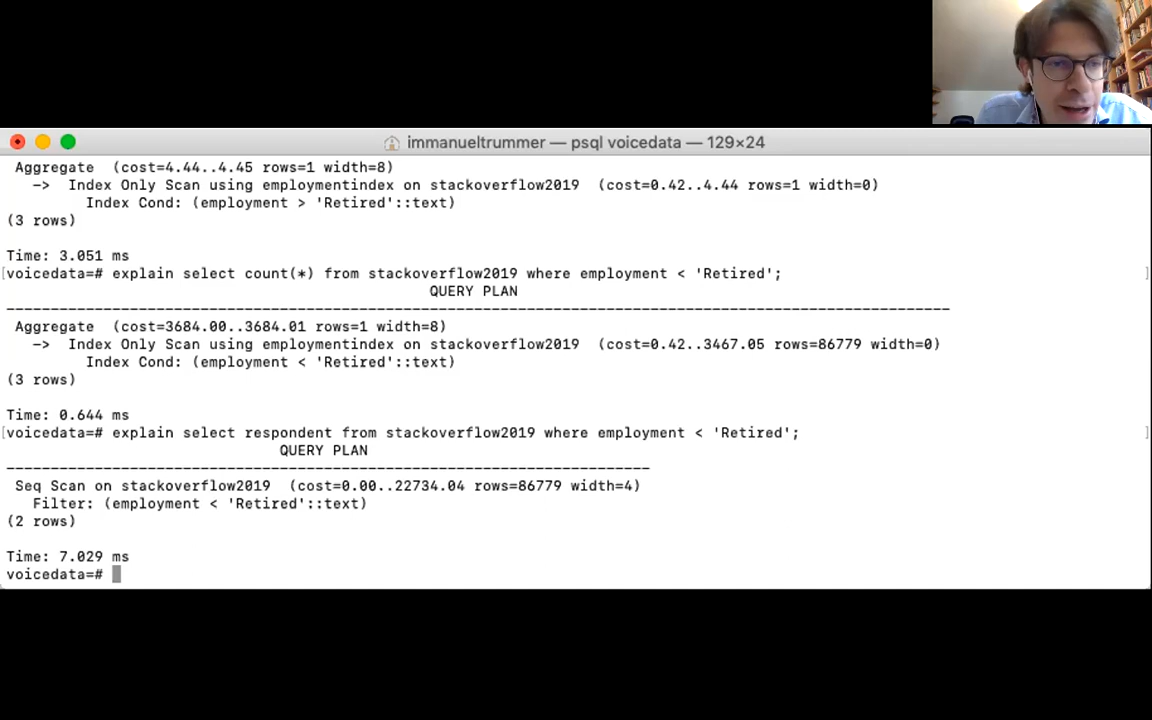 immanueltrummer — psql voicedata — 129×24
Aggregate  (cost=4.44..4.45 rows=1 width=8)
  ->  Index Only Scan using employmentindex on stackoverflow2019  (cost=0.42..4.44 rows=1 width=0)
        Index Cond: (employment > 'Retired'::text)
(3 rows)
Time: 3.051 ms
[voicedata=# explain select count(*) from stackoverflow2019 where employment < 'Retired'; ]
QUERY PLAN
------------------------------------------------------------------------------------------------------------
Aggregate  (cost=3684.00..3684.01 rows=1 width=8)
  ->  Index Only Scan using employmentindex on stackoverflow2019  (cost=0.42..3467.05 rows=86779 width=0)
        Index Cond: (employment < 'Retired'::text)
(3 rows)
Time: 0.644 ms
[voicedata=# explain select respondent from stackoverflow2019 where employment < 'Retired'; ]
QUERY PLAN
-------------------------------------------------------------------------
Seq Scan on stackoverflow2019  (cost=0.00..22734.04 rows=86779 width=4)
  Filter: (employment < 'Retired'::text)
(2 rows)
Time: 7.029 ms
voicedata=#